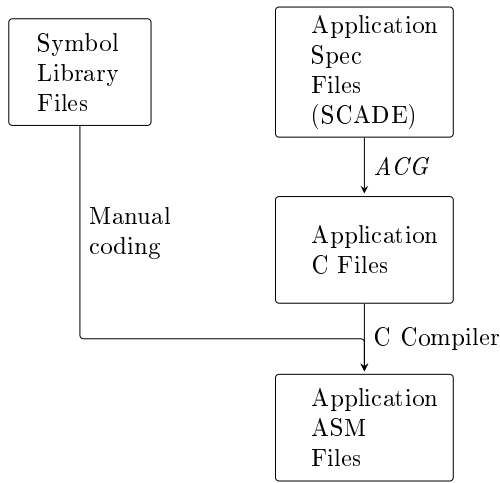 Symbol
Library
Files
Application
Spec
Files
(SCADE)
ACG
Manual
coding
Application
C Files
C Compiler
Application
ASM
Files